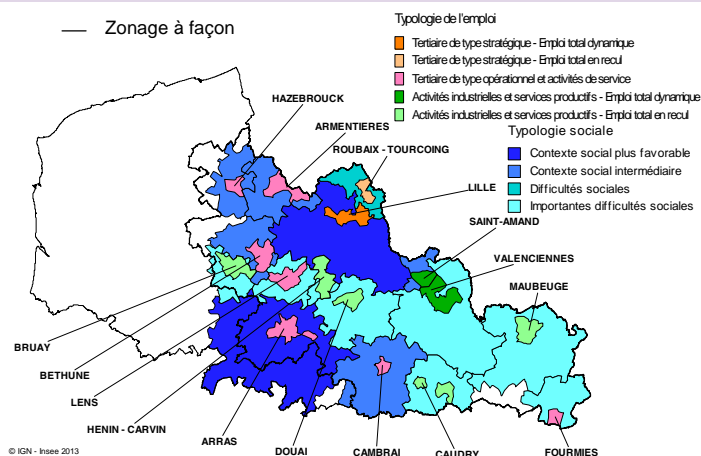 Zonage à façon
Typologie de l'emploi
Tertiaire de type stratégique - Emploi total dynamique
Tertiaire de type stratégique - Emploi total en recul
Tertiaire de type opérationnel et activités de service
Activités industrielles et services productifs - Emploi total dynamique
Activités industrielles et services productifs - Emploi total en recul
Typologie sociale
Contexte social plus favorable
Contexte social intermédiaire
Difficultés sociales
Importantes difficultés sociales
HAZEBROUCK
ARMENTIERES
ROUBAIX - TOURCOING
LILLE
SAINT-AMAND
VALENCIENNES
MAUBEUGE
BRUAY
BETHUNE
LENS
HENIN - CARVIN
ARRAS
DOUAI
CAMBRAI
CAUDRY
FOURMIES
© IGN - Insee 2013